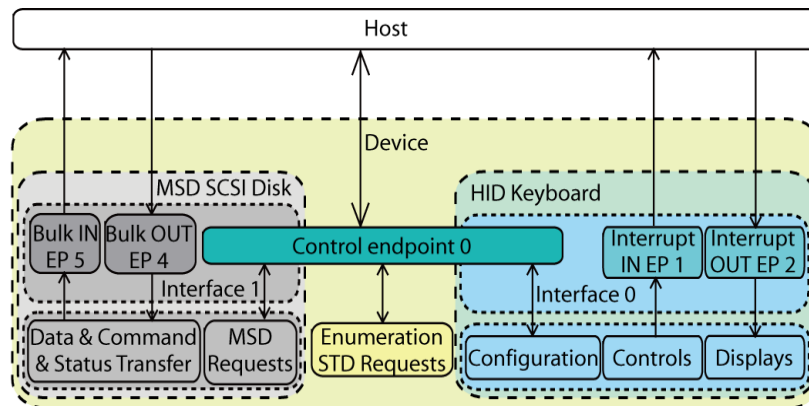 Host
Device
MSD SCSI Disk
HID Keyboard
Bulk IN
EP 5
Bulk OUT
EP 4
Control endpoint 0
Interrupt
IN EP 1
Interrupt
OUT EP 2
Interface 1
Interface 0
Data & Command
& Status Transfer
MSD
Requests
Enumeration
STD Requests
Configuration
Controls
Displays